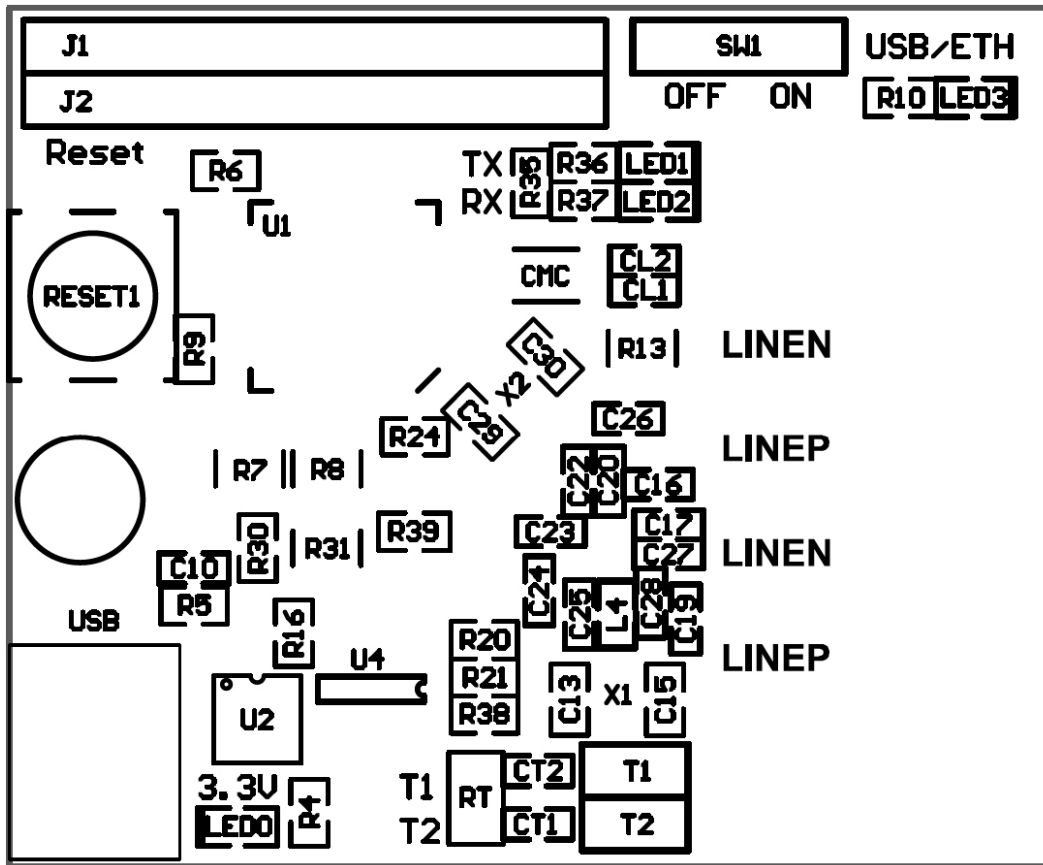 J1
SW1
USB/ETH
J2
OFF ON
R10 LED3
Reset
R6
TX R35 R36 LED1
RX R37 LED2
U1
CMC
CL2
CL1
RESET1
R9
C30
R13
LINEN
X2
C29
C26
R24
LINEP
R7 R8
C22 C20 C16
R30 R31 R39
C23 C17
C27
LINEN
C10
R5
C24
C25 L4 C28 C19
USB
R16
R20
U4
R21
LINEP
U2
R38
C13 X1 C15
3.3V
LED0
R4
T1
RT
CT2
T1
T2
CT1
T2